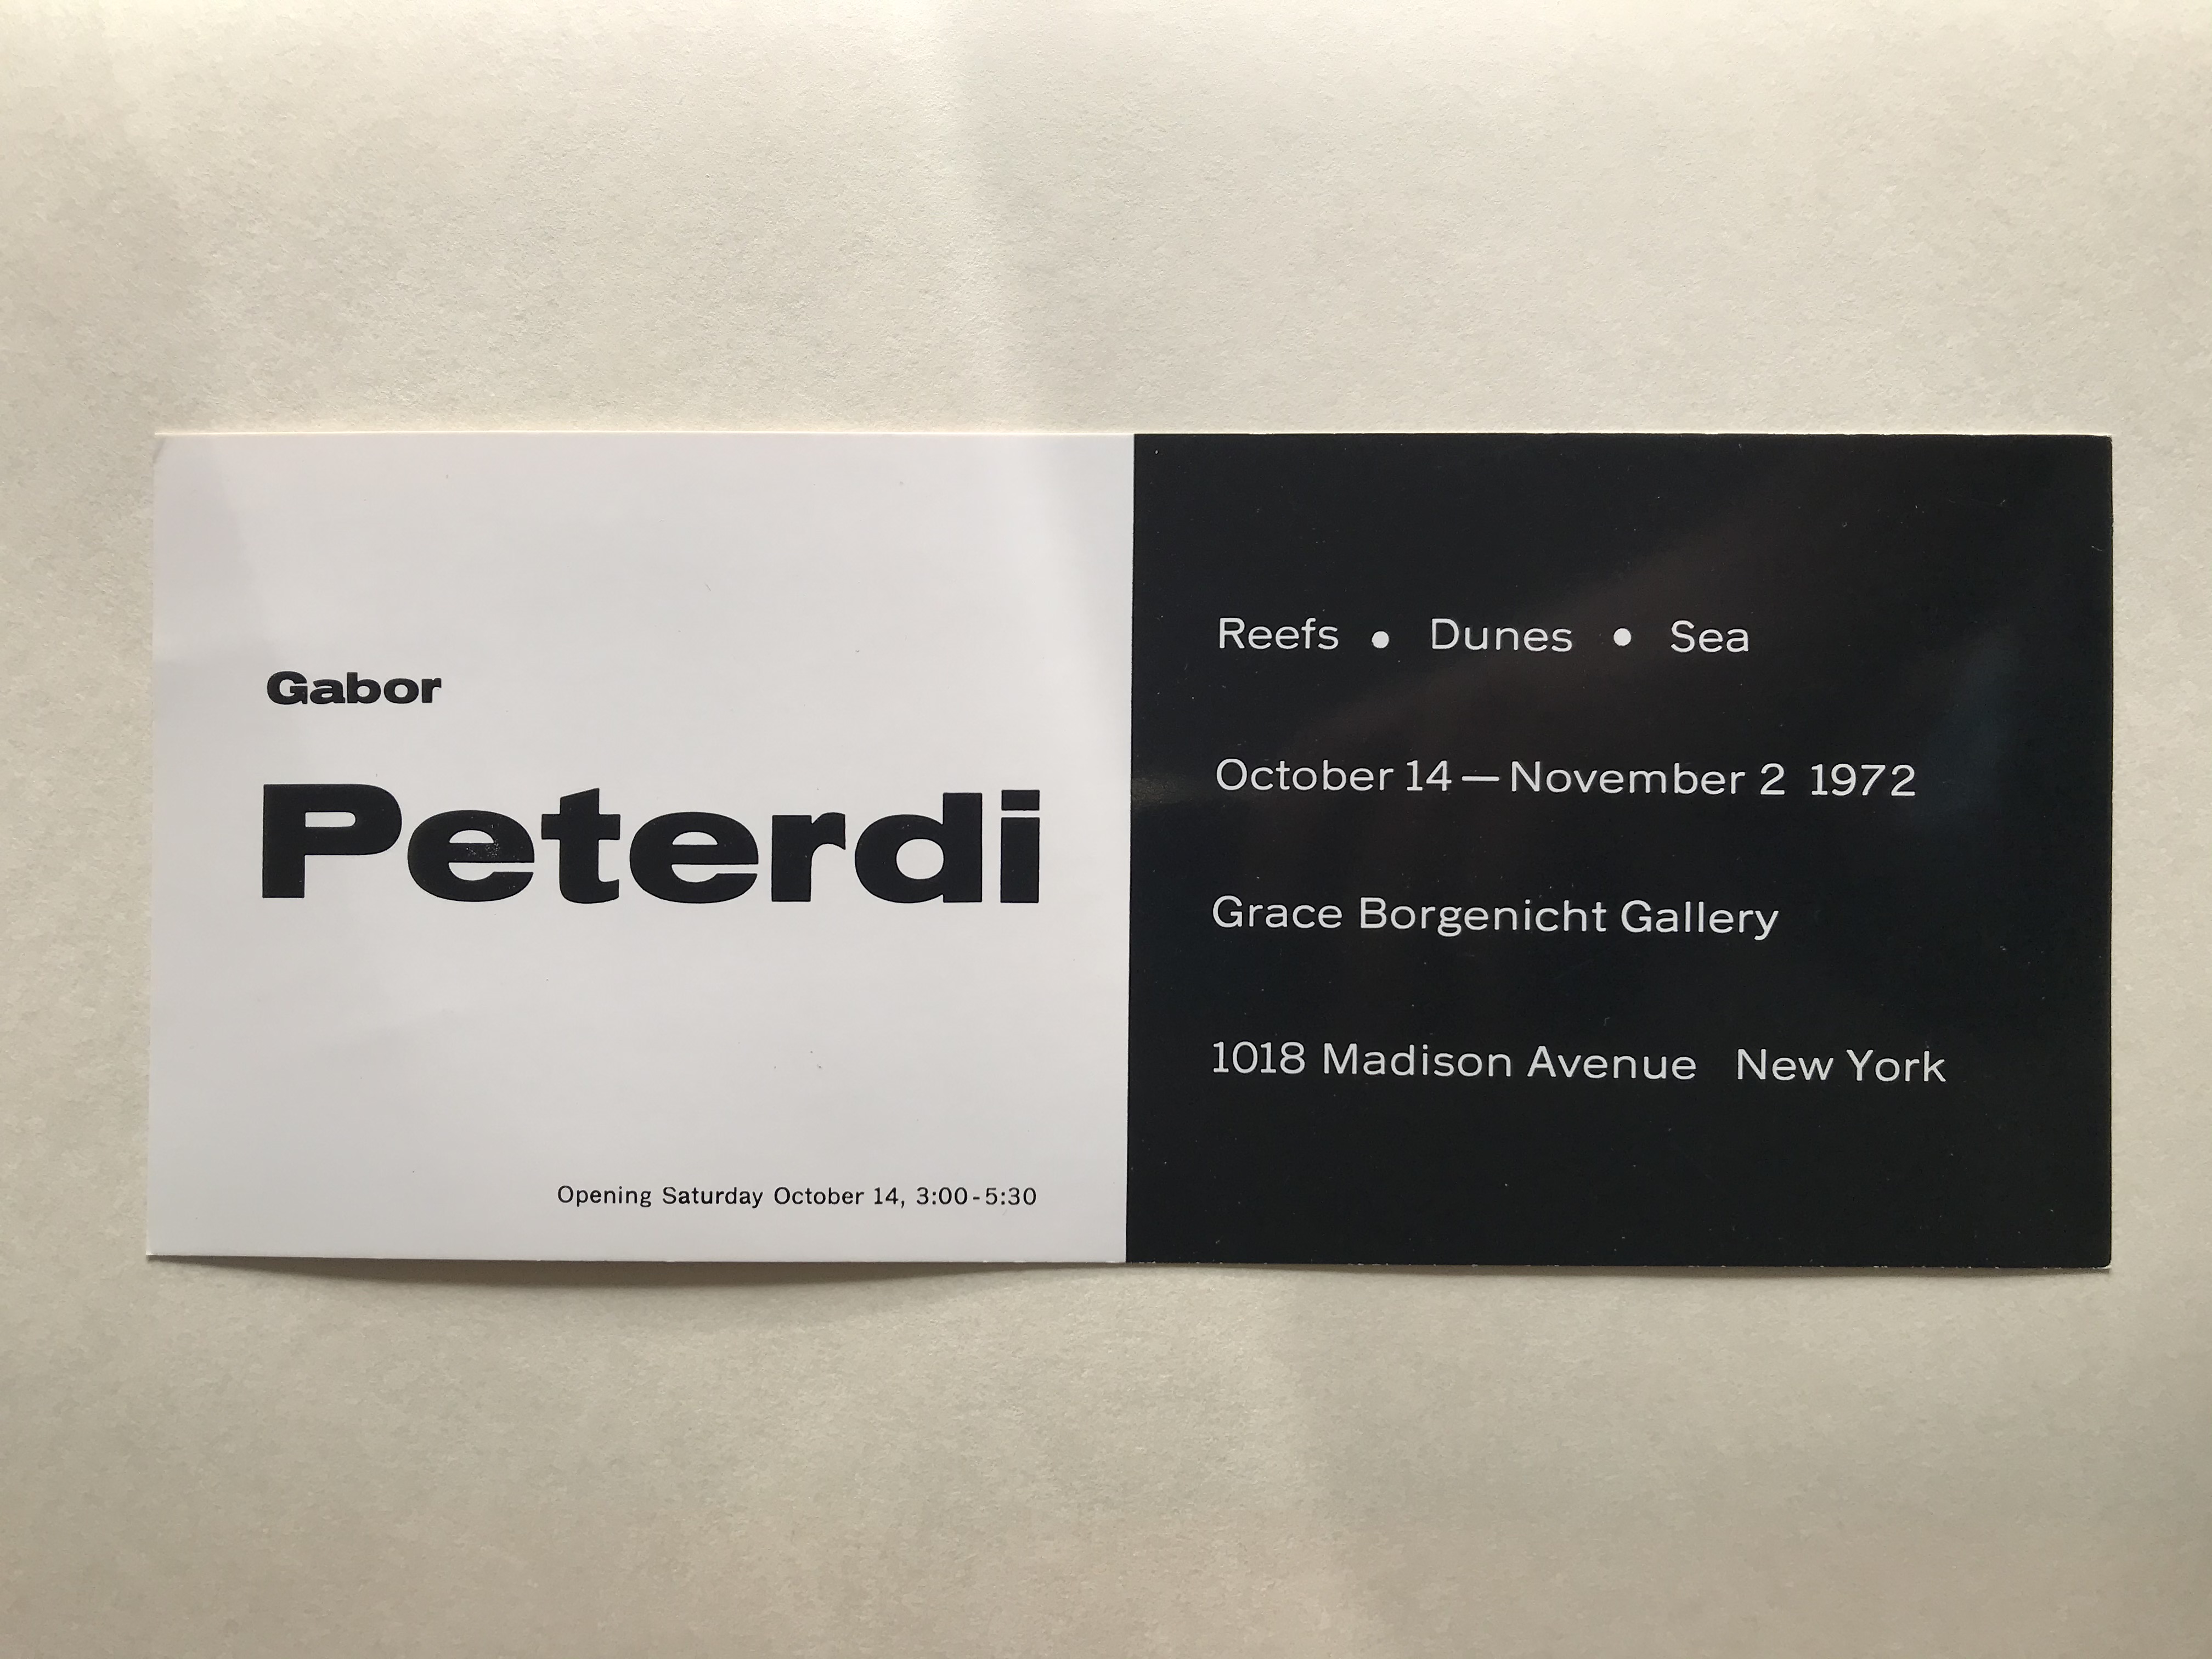 Gabor
Peterdi
Opening Saturday October 14, 3:00-5:30
Reefs • Dunes • Sea
October 14 — November 2 1972
Grace Borgenicht Gallery
1018 Madison Avenue New York